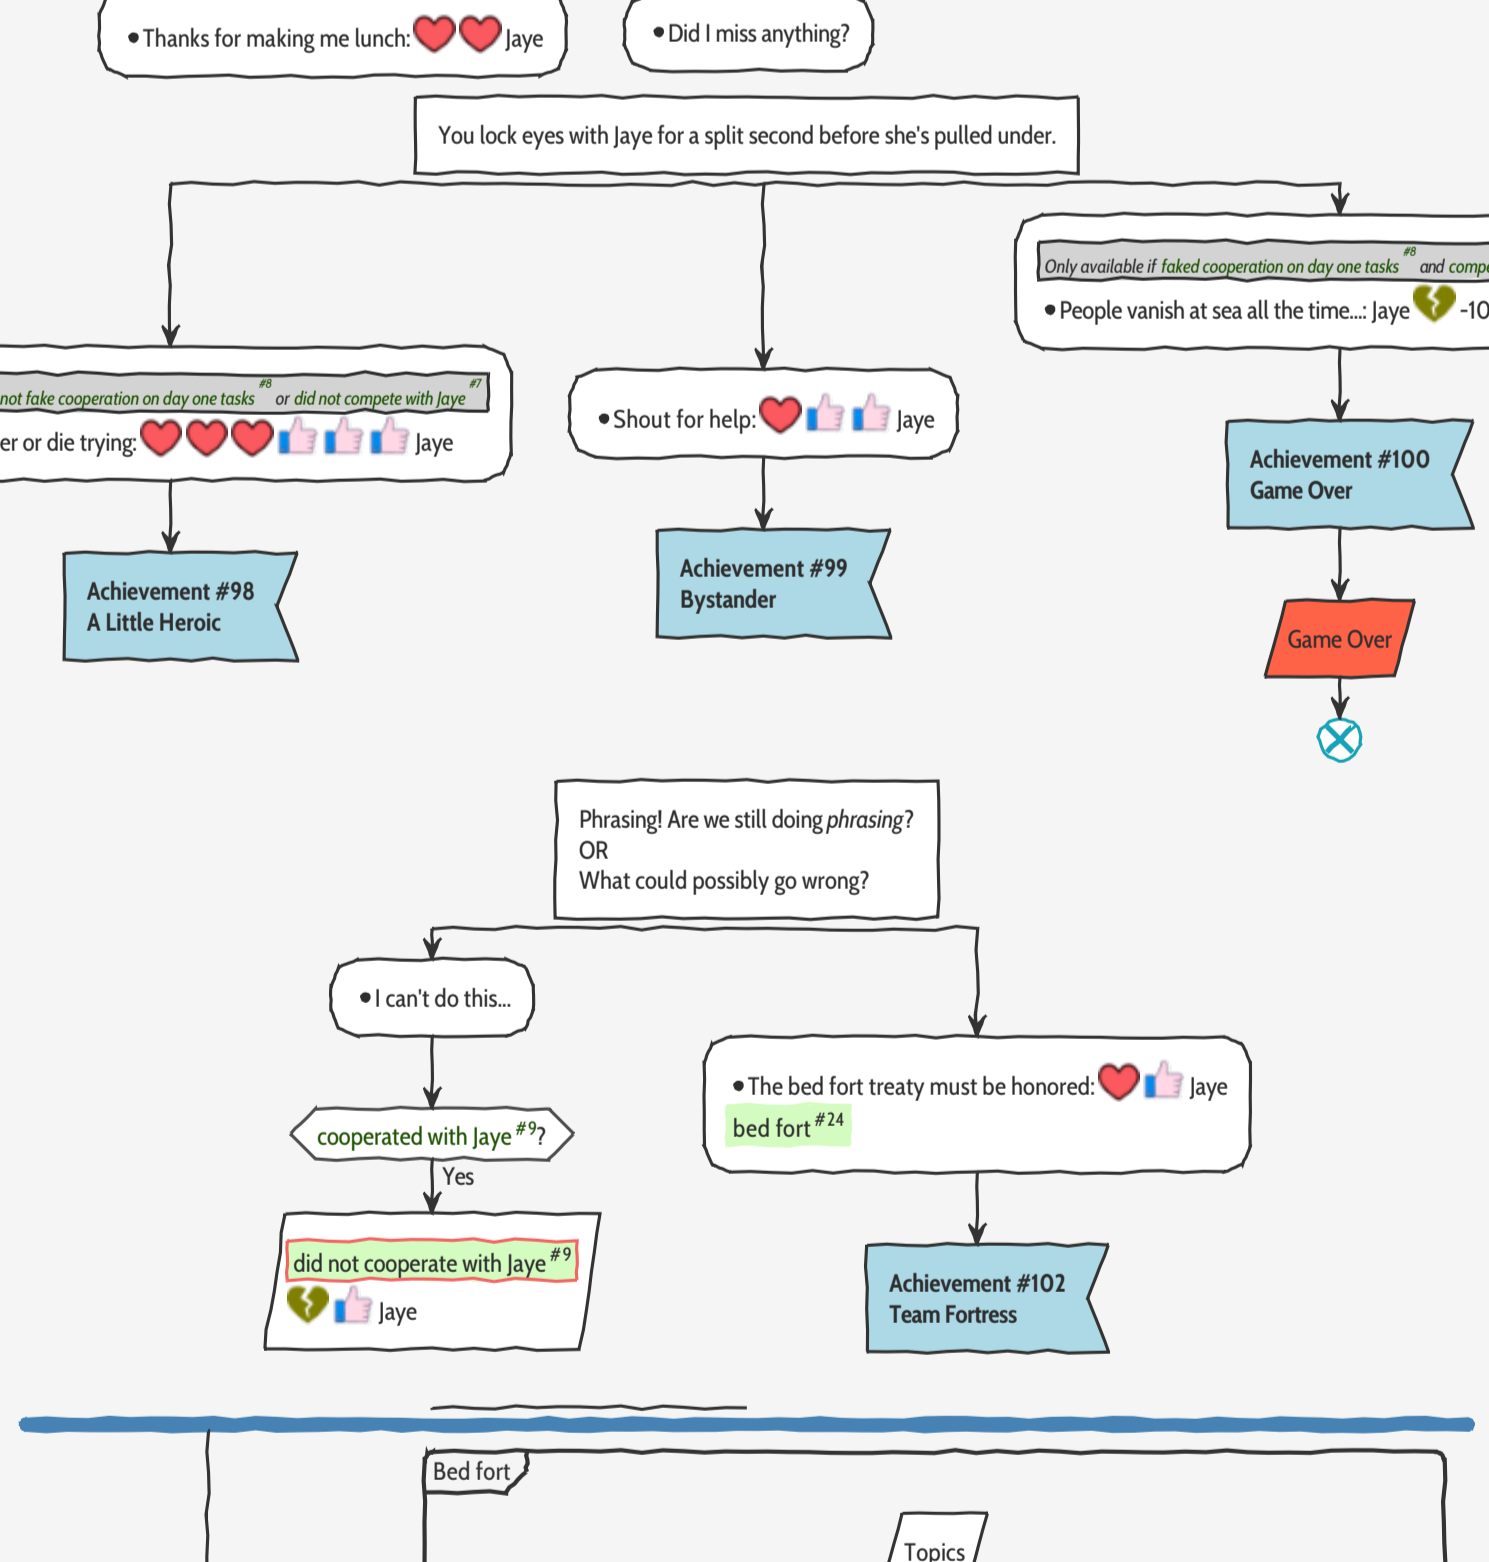 •Thanks for making me lunch: Jaye
•Did I miss anything?
You lock eyes with Jaye for a split second before she's pulled under.
Only available if faked cooperation on day one tasks #8 and
•People vanish at sea all the time...: Jaye -10
not fake cooperation on day one tasks #8 or did not compete with Jaye #7
or die trying: Jaye
•Shout for help: Jaye
Achievement #100
Game Over
Achievement #98
A Little Heroic
Achievement #99
Bystander
Game Over
Phrasing! Are we still doing phrasing?
OR
What could possibly go wrong?
•I can't do this...
•The bed fort treaty must be honored: Jaye
bed fort #24
cooperated with Jaye #9?
Yes
did not cooperate with Jaye #9
Jaye
Achievement #102
Team Fortress
Bed fort
Topics